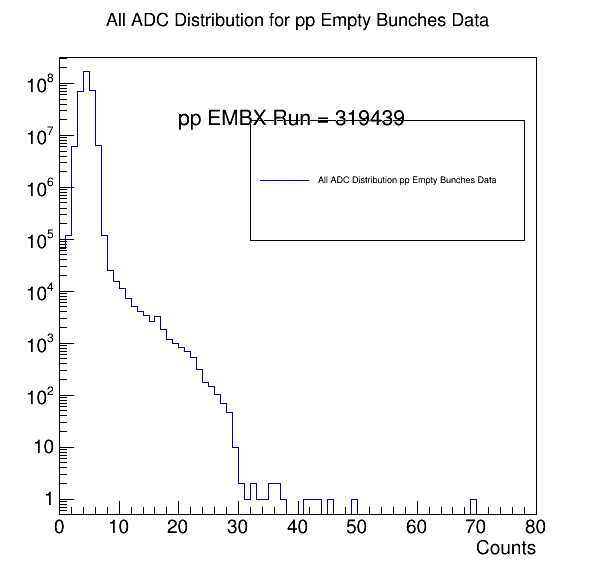 All ADC Distribution for pp Empty Bunches Data
pp EMBX Run = 319439
All ADC Distribution pp Empty Bunches Data
10^8
10^7
10^6
10^5
10^4
10^3
10^2
10
1
0 10 20 30 40 50 60 70 80
Counts